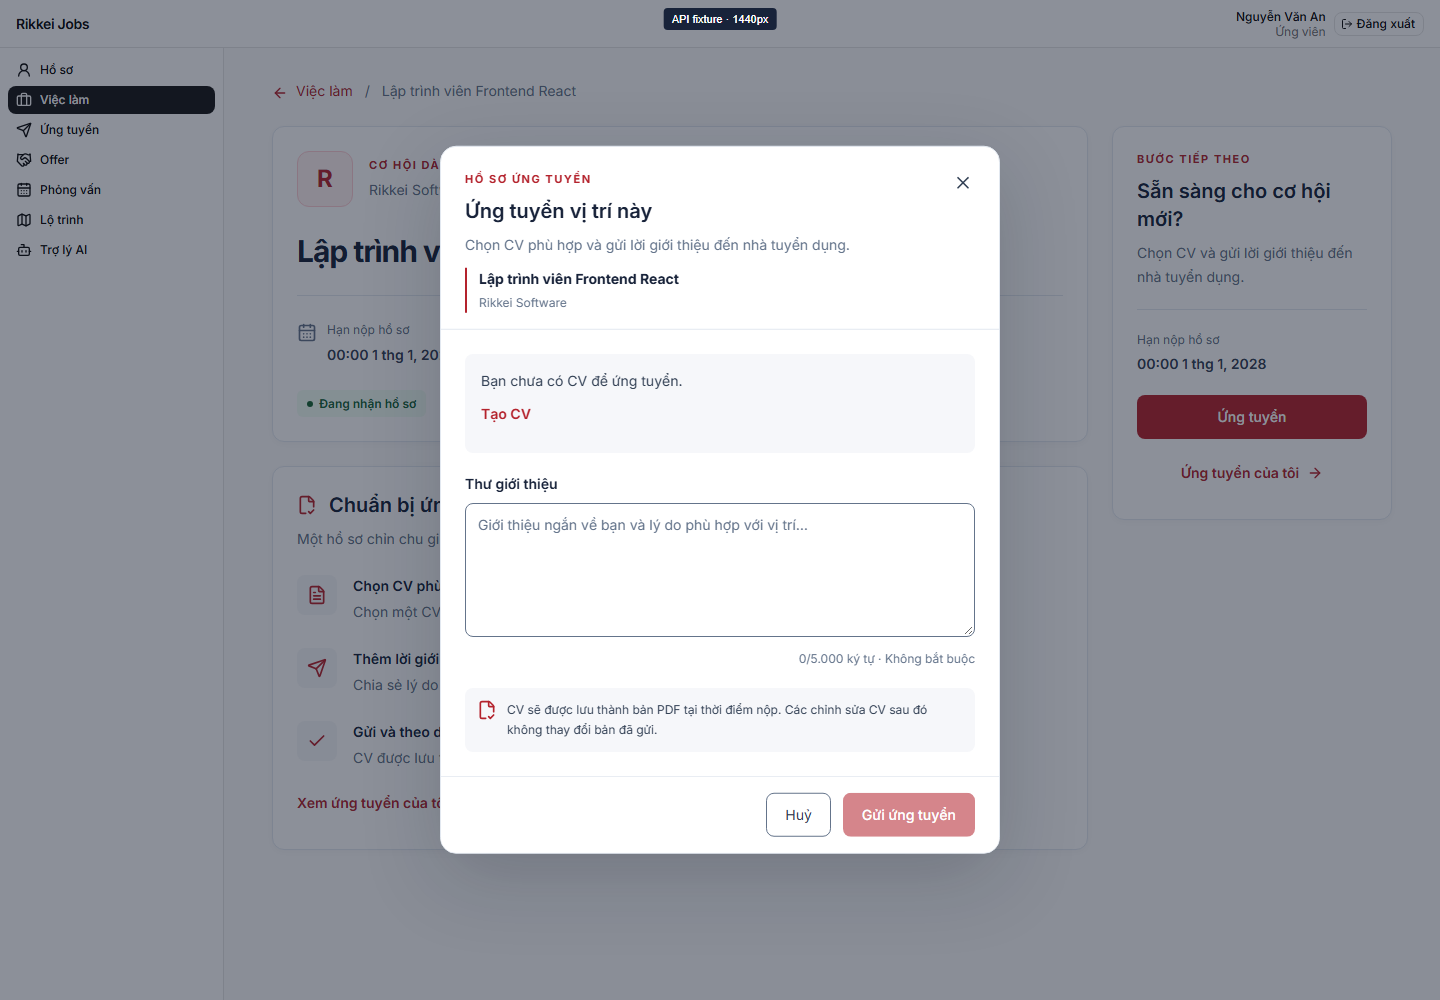 Rikkei Jobs
API fixture · 1440px
Nguyễn Văn An
Ứng viên
Đăng xuất
Hồ sơ
Việc làm
Ứng tuyển
Offer
Phỏng vấn
Lộ trình
Trợ lý AI
Việc làm / Lập trình viên Frontend React
R
CƠ HỘI
Rikkei
Lập trình
Hạn nộp hồ sơ
00:00 1 thg 1,
Đang nhận hồ sơ
Chuẩn bị
Một hồ sơ chỉn chu
Chọn CV
Chọn một CV
Thêm lời giới
Chia sẻ lý do
Gửi và theo
CV được lưu
Xem ứng tuyển của
HỒ SƠ ỨNG TUYỂN
Ứng tuyển vị trí này
Chọn CV phù hợp và gửi lời giới thiệu đến nhà tuyển dụng.
Lập trình viên Frontend React
Rikkei Software
Bạn chưa có CV để ứng tuyển.
Tạo CV
Thư giới thiệu
Giới thiệu ngắn về bạn và lý do phù hợp với vị trí...
0/5.000 ký tự · Không bắt buộc
CV sẽ được lưu thành bản PDF tại thời điểm nộp. Các chỉnh sửa CV sau đó
không thay đổi bản đã gửi.
Huỷ
Gửi ứng tuyển
BƯỚC TIẾP THEO
Sẵn sàng cho cơ hội
mới?
Chọn CV và gửi lời giới thiệu đến
nhà tuyển dụng.
Hạn nộp hồ sơ
00:00 1 thg 1, 2028
Ứng tuyển
Ứng tuyển của tôi